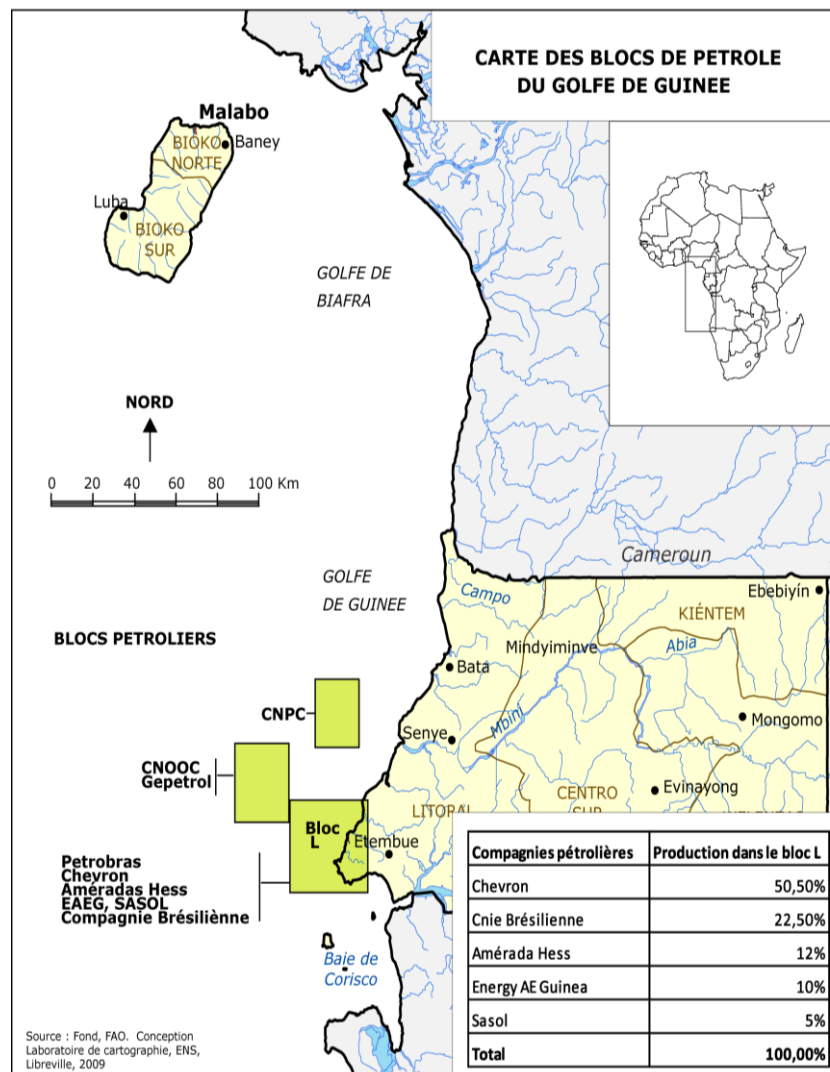 CARTE DES BLOCS DE PETROLE
DU GOLFE DE GUINEE
Malabo
BIOKO
NORTE
Baney
Luba
BIOKO
SUR
GOLFE DE
BIAFRA
NORD
0 20 40 60 80 100 Km
Cameroun
GOLFE
DE GUINEE
Campo
Ebebiyín
KIÉNTEM
BLOCS PETROLIERS
Mindyiminve
Abia
Bata
CNPC
Mbini
Mongomo
Senye
CNOOC
Gepetrol
Evinayong
CENTRO
SUR
LITORAL
Bloc
L
Etembue
Petrobras
Chevron
Améradas Hess
EAEG, SASOL
Compagnie Brésiliènne
Baie de
Corisco
Compagnies pétrolières Production dans le bloc L
Chevron 50,50%
Cnie Brésilienne 22,50%
Amérada Hess 12%
Energy AE Guinea 10%
Sasol 5%
Total 100,00%
Source : Fond, FAO. Conception
Laboratoire de cartographie, ENS,
Libreville, 2009